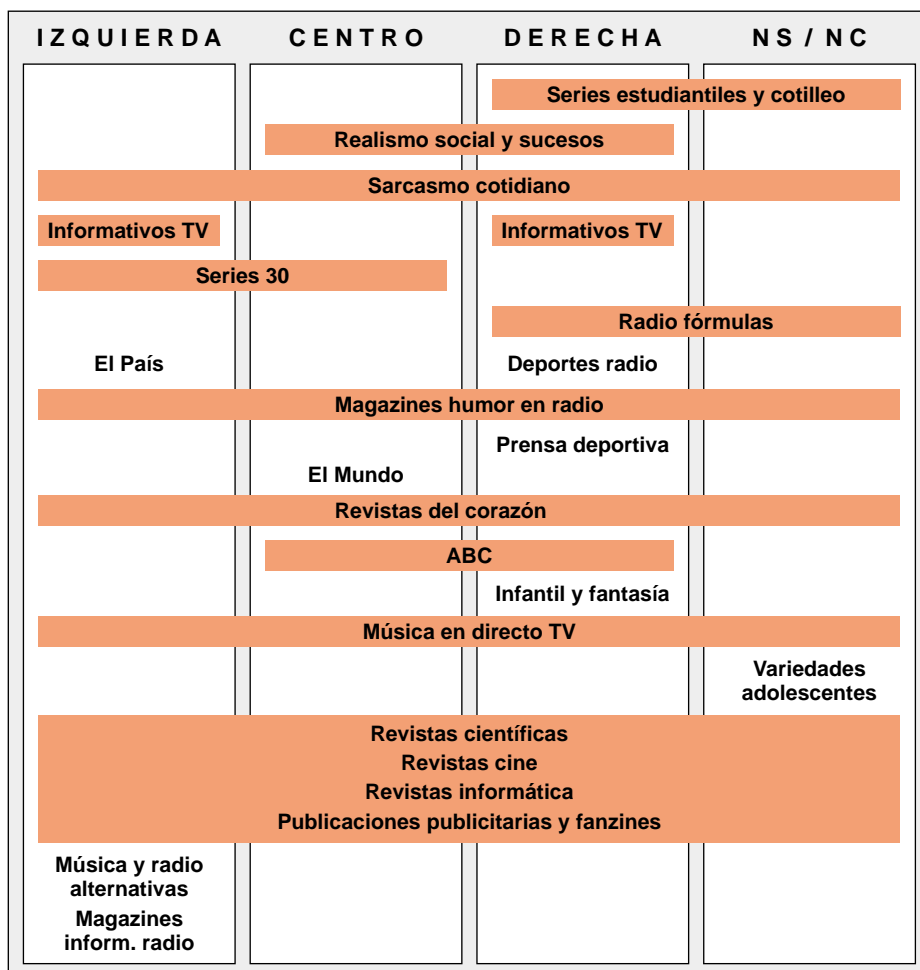 IZQUIERDA CENTRO DERECHA NS / NC
Series estudiantiles y cotilleo
Realismo social y sucesos
Sarcasmo cotidiano
Informativos TV Informativos TV
Series 30
Radio fórmulas
El País Deportes radio
Magazines humor en radio
Prensa deportiva
El Mundo
Revistas del corazón
ABC
Infantil y fantasía
Música en directo TV
Variedades
adolescentes
Revistas científicas
Revistas cine
Revistas informática
Publicaciones publicitarias y fanzines
Música y radio
alternativas
Magazines
inform. radio